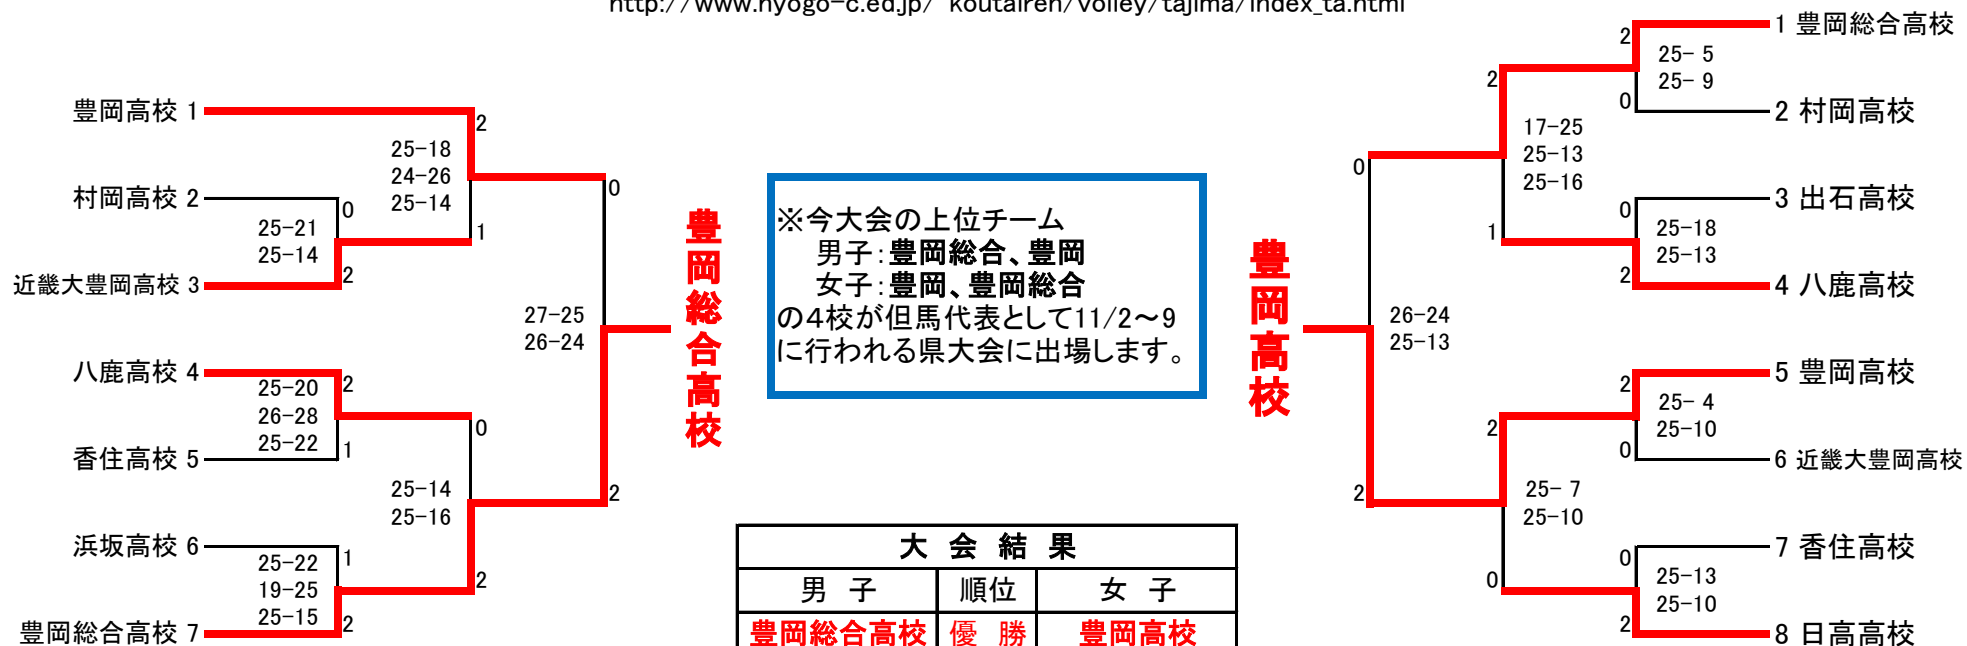 http://www.hyogo-c.ed.jp/~koutairen/volley/tajima/index_ta.html
豊岡高校 1
2
25-18
24-26
25-14
村岡高校 2
0
25-21
25-14
1
近畿大豊岡高校 3
2
0
27-25
26-24
八鹿高校 4
2
25-20
26-28
25-22
0
香住高校 5
1
25-14
25-16
2
浜坂高校 6
1
25-22
19-25
25-15
2
豊岡総合高校 7
2
豊岡総合高校
※今大会の上位チーム
男子:豊岡総合、豊岡
女子:豊岡、豊岡総合
の4校が但馬代表として11/2~9
に行われる県大会に出場します。
大 会 結 果
男 子 順位 女 子
豊岡総合高校 優 勝 豊岡高校
豊岡高校
1 豊岡総合高校
2
25- 5
25- 9
2
0
2 村岡高校
17-25
25-13
25-16
0
3 出石高校
0
25-18
25-13
1
2
4 八鹿高校
26-24
25-13
5 豊岡高校
2
25- 4
25-10
2
0
6 近畿大豊岡高校
2
25- 7
25-10
7 香住高校
0
25-13
25-10
0
2
8 日高高校